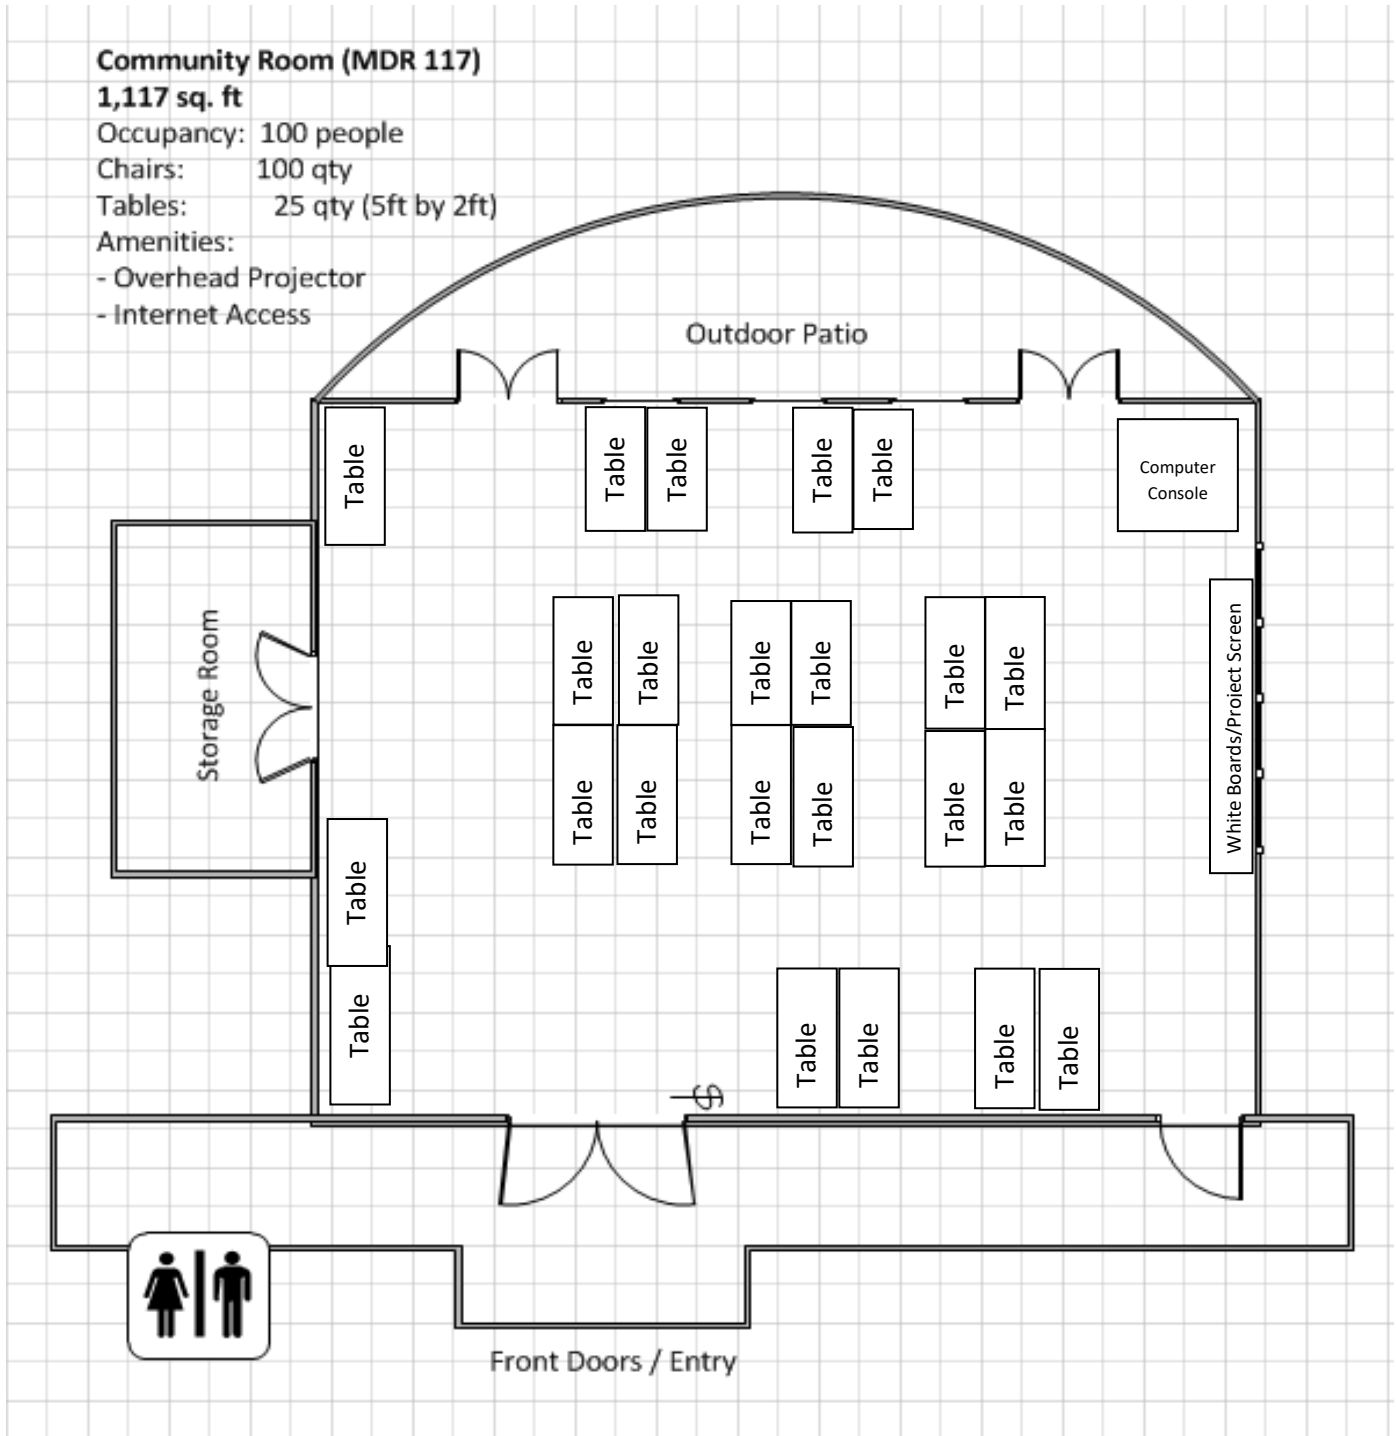 Community Room (MDR 117)
1,117 sq. ft
Occupancy: 100 people
Chairs: 100 qty
Tables: 25 qty (5ft by 2ft)
Amenities:
- Overhead Projector
- Internet Access
Outdoor Patio
Table
Table
Table
Table
Table
Computer
Console
Storage Room
Table
Table
Table
Table
Table
Table
White Boards/Project Screen
Table
Table
Table
Table
Table
Table
Table
Table
Table
Table
Table
Table
$
Front Doors / Entry